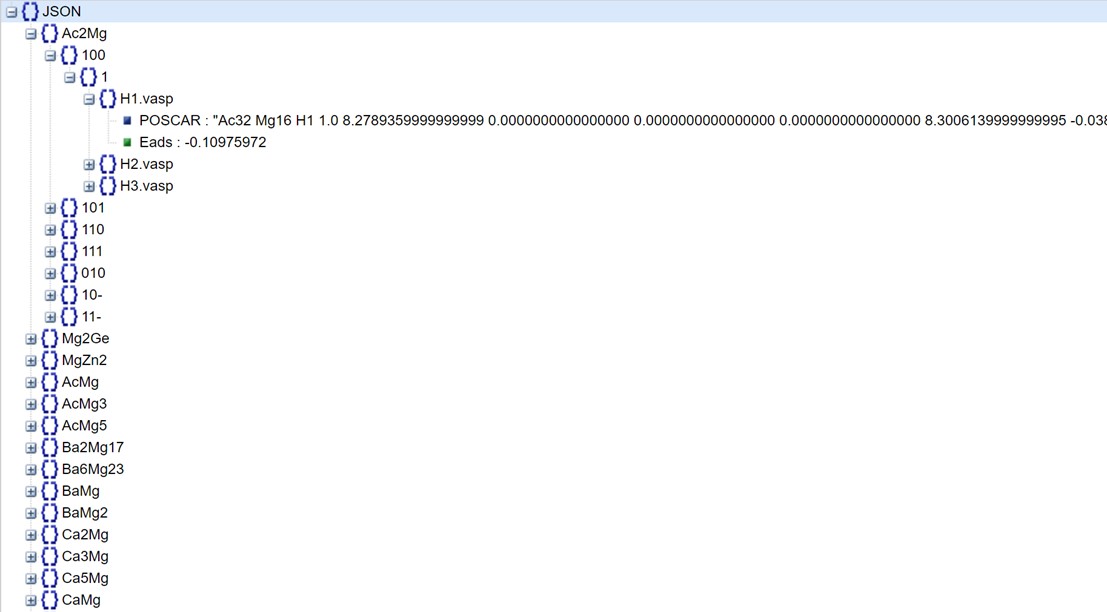 JSON
Ac2Mg
100
1
H1.vasp
POSCAR : "Ac32 Mg16 H1 1.0 8.2789359999999999 0.0000000000000000 0.0000000000000000 0.0000000000000000 8.3006139999999995 -0.038
Eads : -0.10975972
H2.vasp
H3.vasp
101
110
111
010
10-
11-
Mg2Ge
MgZn2
AcMg
AcMg3
AcMg5
Ba2Mg17
Ba6Mg23
BaMg
BaMg2
Ca2Mg
Ca3Mg
Ca5Mg
CaMg